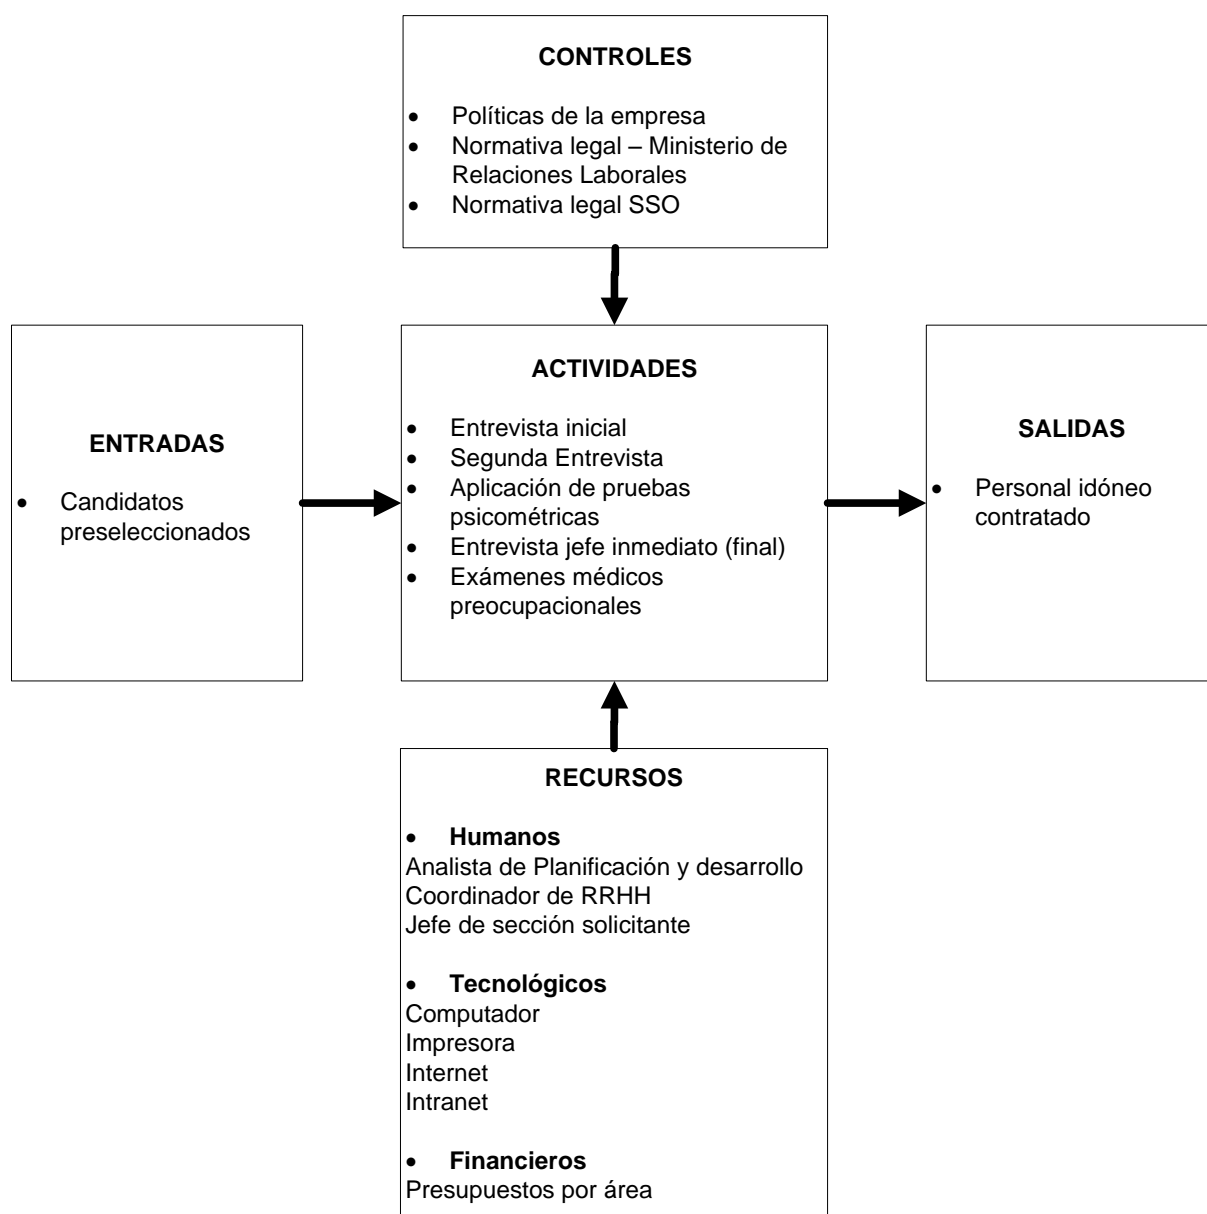 CONTROLES
• Políticas de la empresa
• Normativa legal – Ministerio de
Relaciones Laborales
• Normativa legal SSO
ENTRADAS
• Candidatos
preseleccionados
ACTIVIDADES
• Entrevista inicial
• Segunda Entrevista
• Aplicación de pruebas
psicométricas
• Entrevista jefe inmediato (final)
• Exámenes médicos
preocupacionales
SALIDAS
• Personal idóneo
contratado
RECURSOS
• Humanos
Analista de Planificación y desarrollo
Coordinador de RRHH
Jefe de sección solicitante
• Tecnológicos
Computador
Impresora
Internet
Intranet
• Financieros
Presupuestos por área